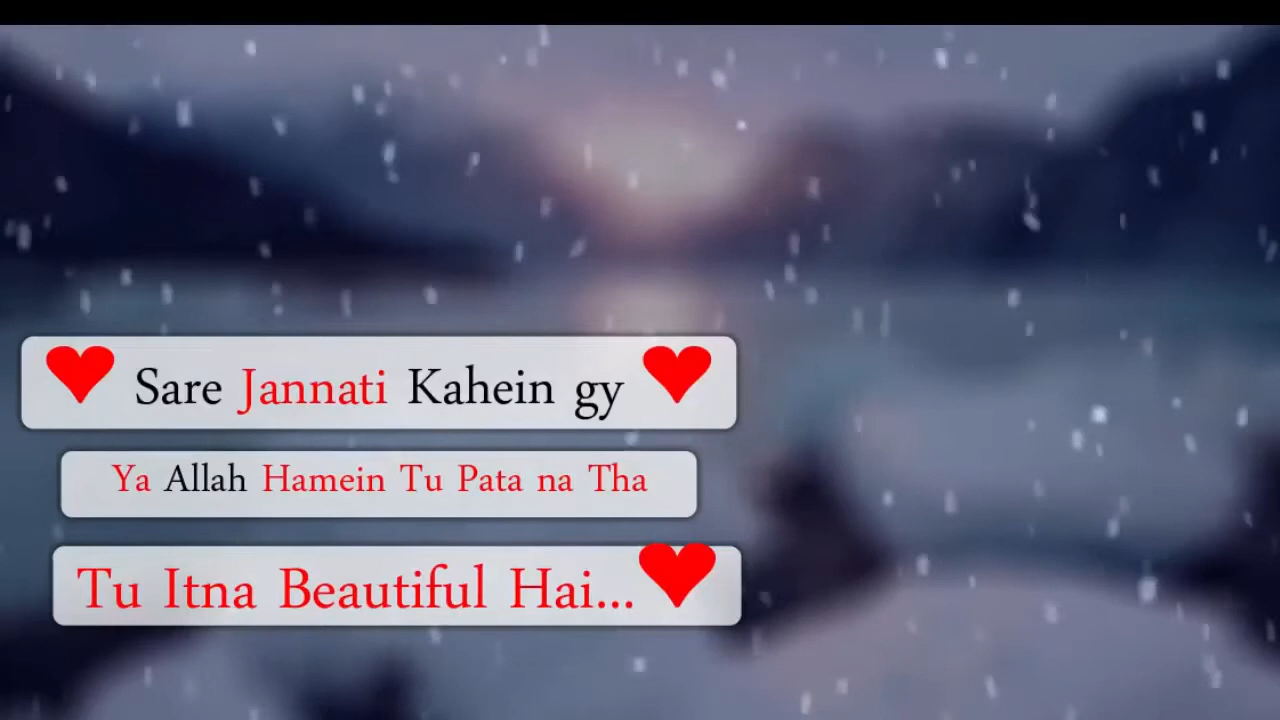 Sare Jannati Kahein gy
Ya Allah Hamein Tu Pata na Tha
Tu Itna Beautiful Hai...